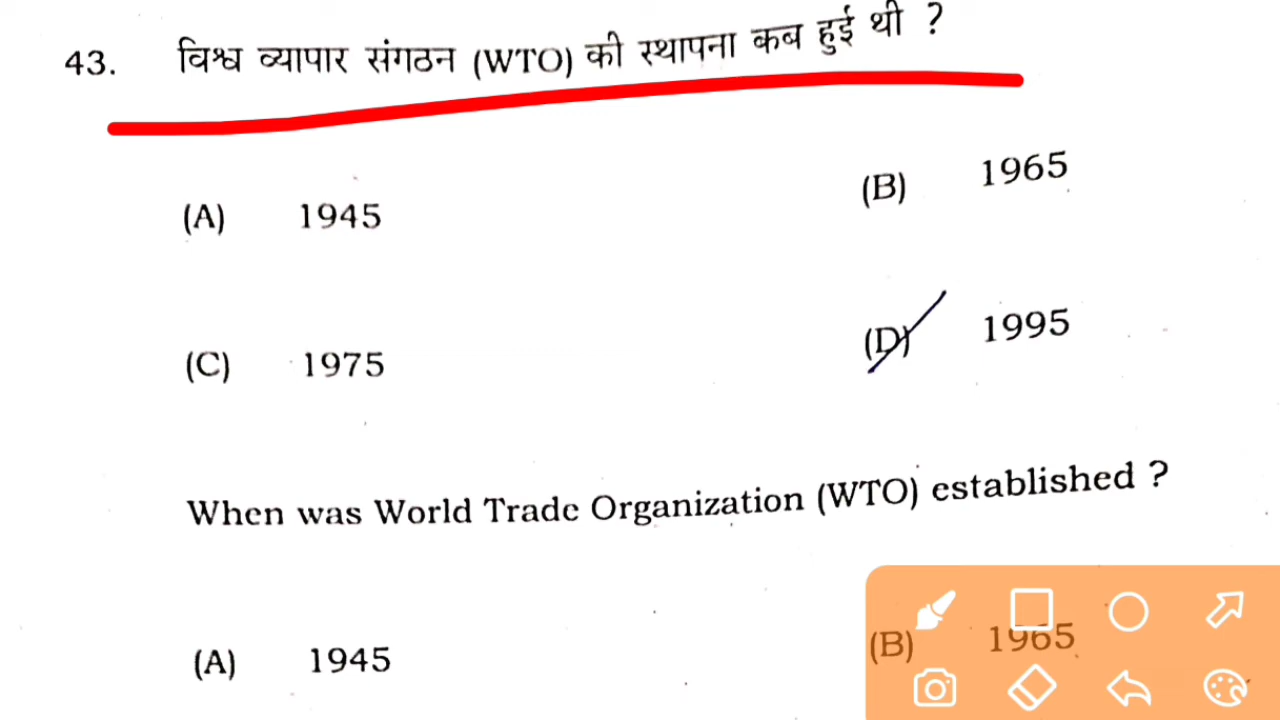 43. विश्व व्यापार संगठन (WTO) की स्थापना कब हुई थी ?
(A) 1945 (B) 1965
(C) 1975 (D) 1995
When was World Trade Organization (WTO) established ?
(A) 1945 (B) 1965